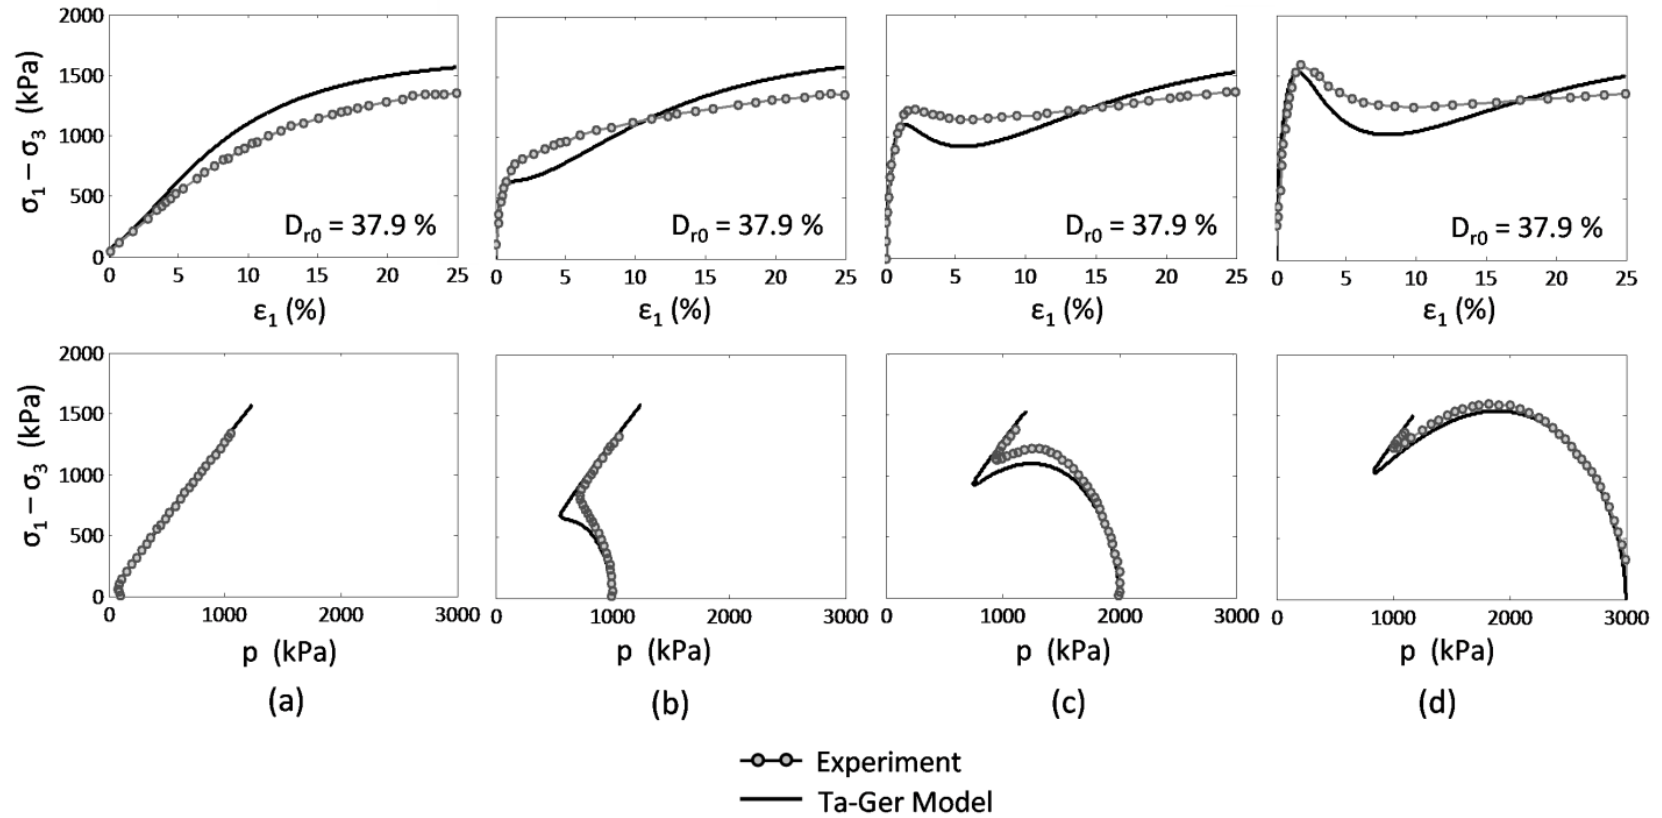 2000
1500
1000
500
0
σ1 – σ3 (kPa)
Dr0 = 37.9 % Dr0 = 37.9 % Dr0 = 37.9 % Dr0 = 37.9 %
0 5 10 15 20 25 0 5 10 15 20 25 0 5 10 15 20 25 0 5 10 15 20 25
ε1 (%) ε1 (%) ε1 (%) ε1 (%)
2000
1500
1000
500
0
σ1 – σ3 (kPa)
0 1000 2000 3000 0 1000 2000 3000 0 1000 2000 3000 0 1000 2000 3000
p (kPa) p (kPa) p (kPa) p (kPa)
(a) (b) (c) (d)
Experiment
Ta-Ger Model